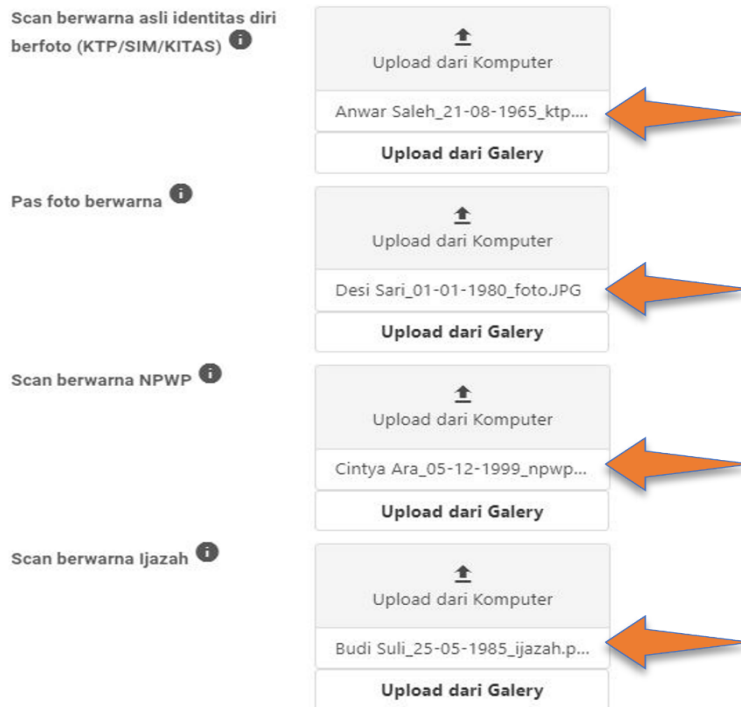 Scan berwarna asli identitas diri
berfoto (KTP/SIM/KITAS)
Upload dari Komputer
Anwar Saleh_21-08-1965_ktp....
Upload dari Galery
Pas foto berwarna
Upload dari Komputer
Desi Sari_01-01-1980_foto.JPG
Upload dari Galery
Scan berwarna NPWP
Upload dari Komputer
Cintya Ara_05-12-1999_npwp...
Upload dari Galery
Scan berwarna Ijazah
Upload dari Komputer
Budi Suli_25-05-1985_ijazah.p...
Upload dari Galery